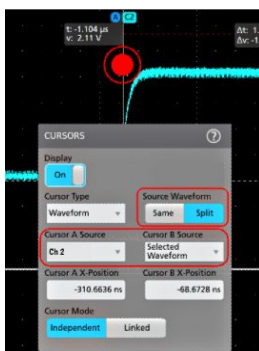 A C2
t: -1.104 µs
v: 2.11 V
Δt: 1.
Δv: -1
CURSORS ?
Display
On
Cursor Type
Source Waveform
Waveform
Same Split
Cursor A Source
Cursor B Source
Ch 2
Selected
Waveform
Cursor A X-Position
Cursor B X-Position
-310.6636 ns
-68.6728 ns
Cursor Mode
Independent Linked